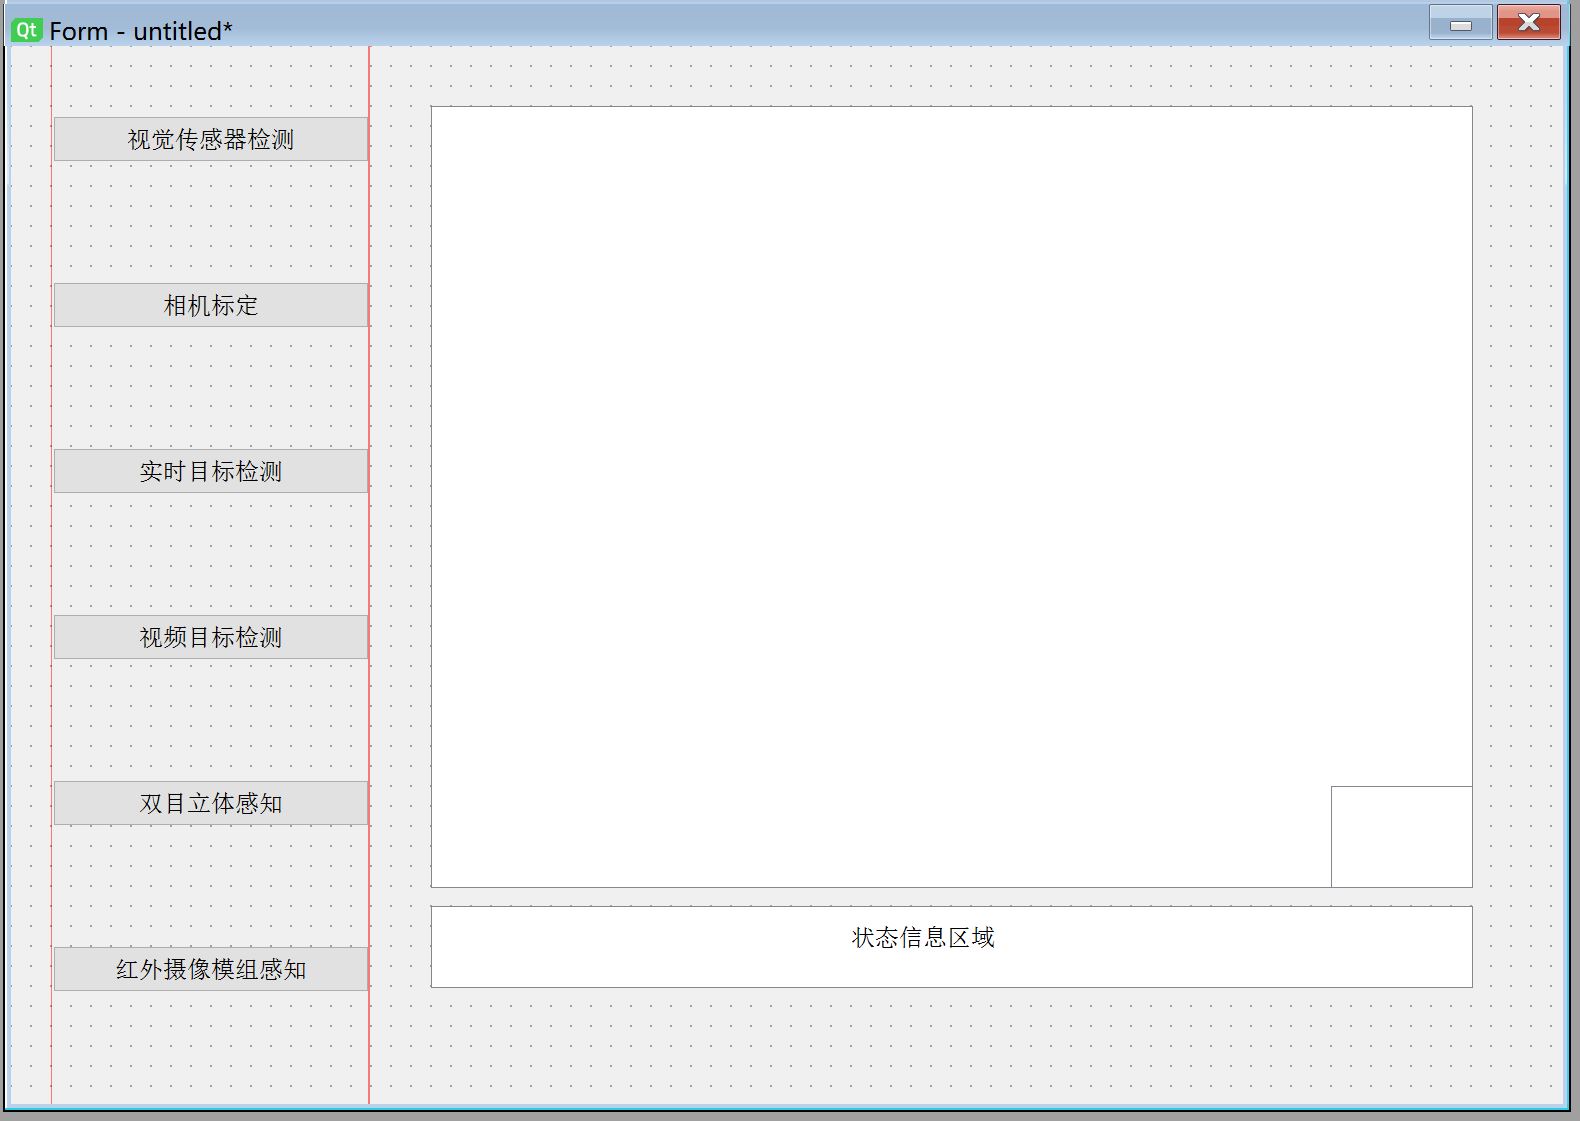 Qt Form - untitled*
视觉传感器检测
相机标定
实时目标检测
视频目标检测
双目立体感知
红外摄像模组感知
状态信息区域